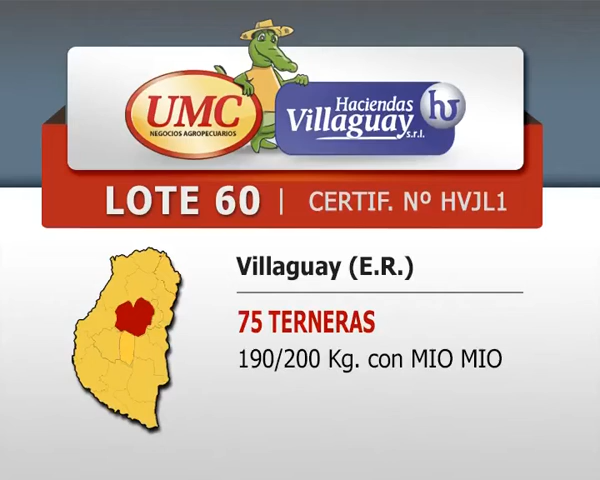 UMC
NEGOCIOS AGROPECUARIOS
Haciendas
Villaguay
s.r.l.
hv
LOTE 60 | CERTIF. Nº HVJL1
Villaguay (E.R.)
75 TERNERAS
190/200 Kg. con MIO MIO